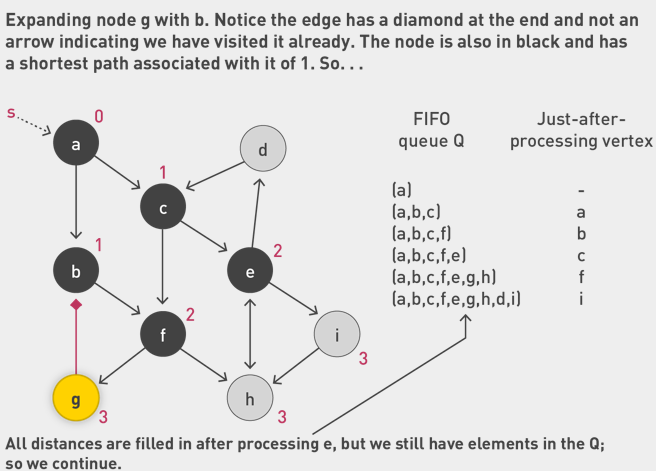 Expanding node g with b. Notice the edge has a diamond at the end and not an
arrow indicating we have visited it already. The node is also in black and has
a shortest path associated with it of 1. So. . .
s
0
a
d
1
c
FIFO
queue Q
Just-after-
processing vertex
(a) -
(a,b,c) a
(a,b,c,f) b
(a,b,c,f,e) c
(a,b,c,f,e,g,h) f
(a,b,c,f,e,g,h,d,i) i
1
b
2
e
2
f
i
3
g
3
h
3
All distances are filled in after processing e, but we still have elements in the Q;
so we continue.